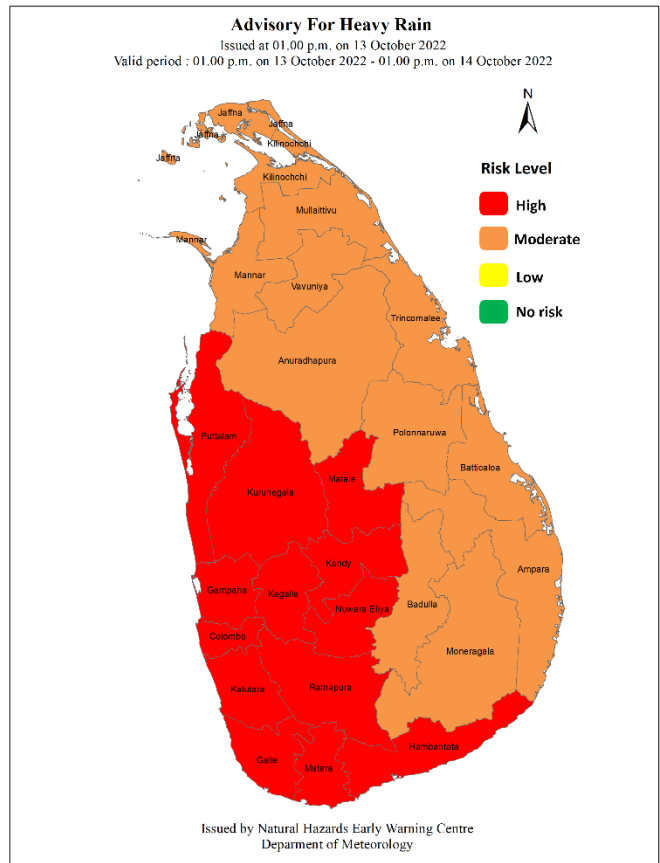 Advisory For Heavy Rain
Issued at 01.00 p.m. on 13 October 2022
Valid period : 01.00 p.m. on 13 October 2022 - 01.00 p.m. on 14 October 2022
N
Risk Level
High
Moderate
Low
No risk
Jaffna
Jaffna
Jaffna
Kilinochchi
Jaffna
Kilinochchi
Mullaittivu
Mannar
Mannar
Vavuniya
Trincomalee
Anuradhapura
Puttalam
Polonnaruwa
Batticaloa
Matale
Kurunegala
Kandy
Ampara
Gampaha
Kegalle
Nuwara Eliya
Badulla
Colombo
Moneragala
Kalutara
Ratnapura
Hambantota
Galle
Matara
Issued by Natural Hazards Early Warning Centre
Deparment of Meteorology